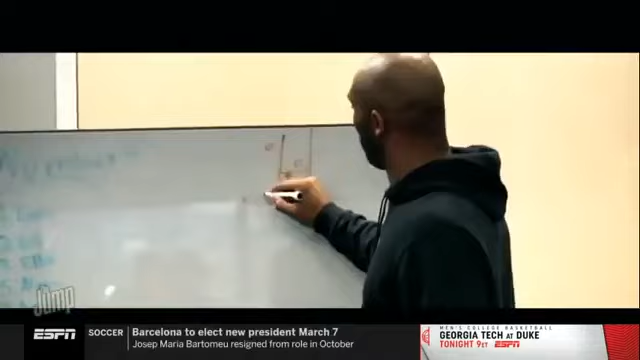 the Jump
ESPN
SOCCER
Barcelona to elect new president March 7
Josep Maria Bartomeu resigned from role in October
MEN'S COLLEGE BASKETBALL
GEORGIA TECH AT DUKE
TONIGHT 9ET ESPN